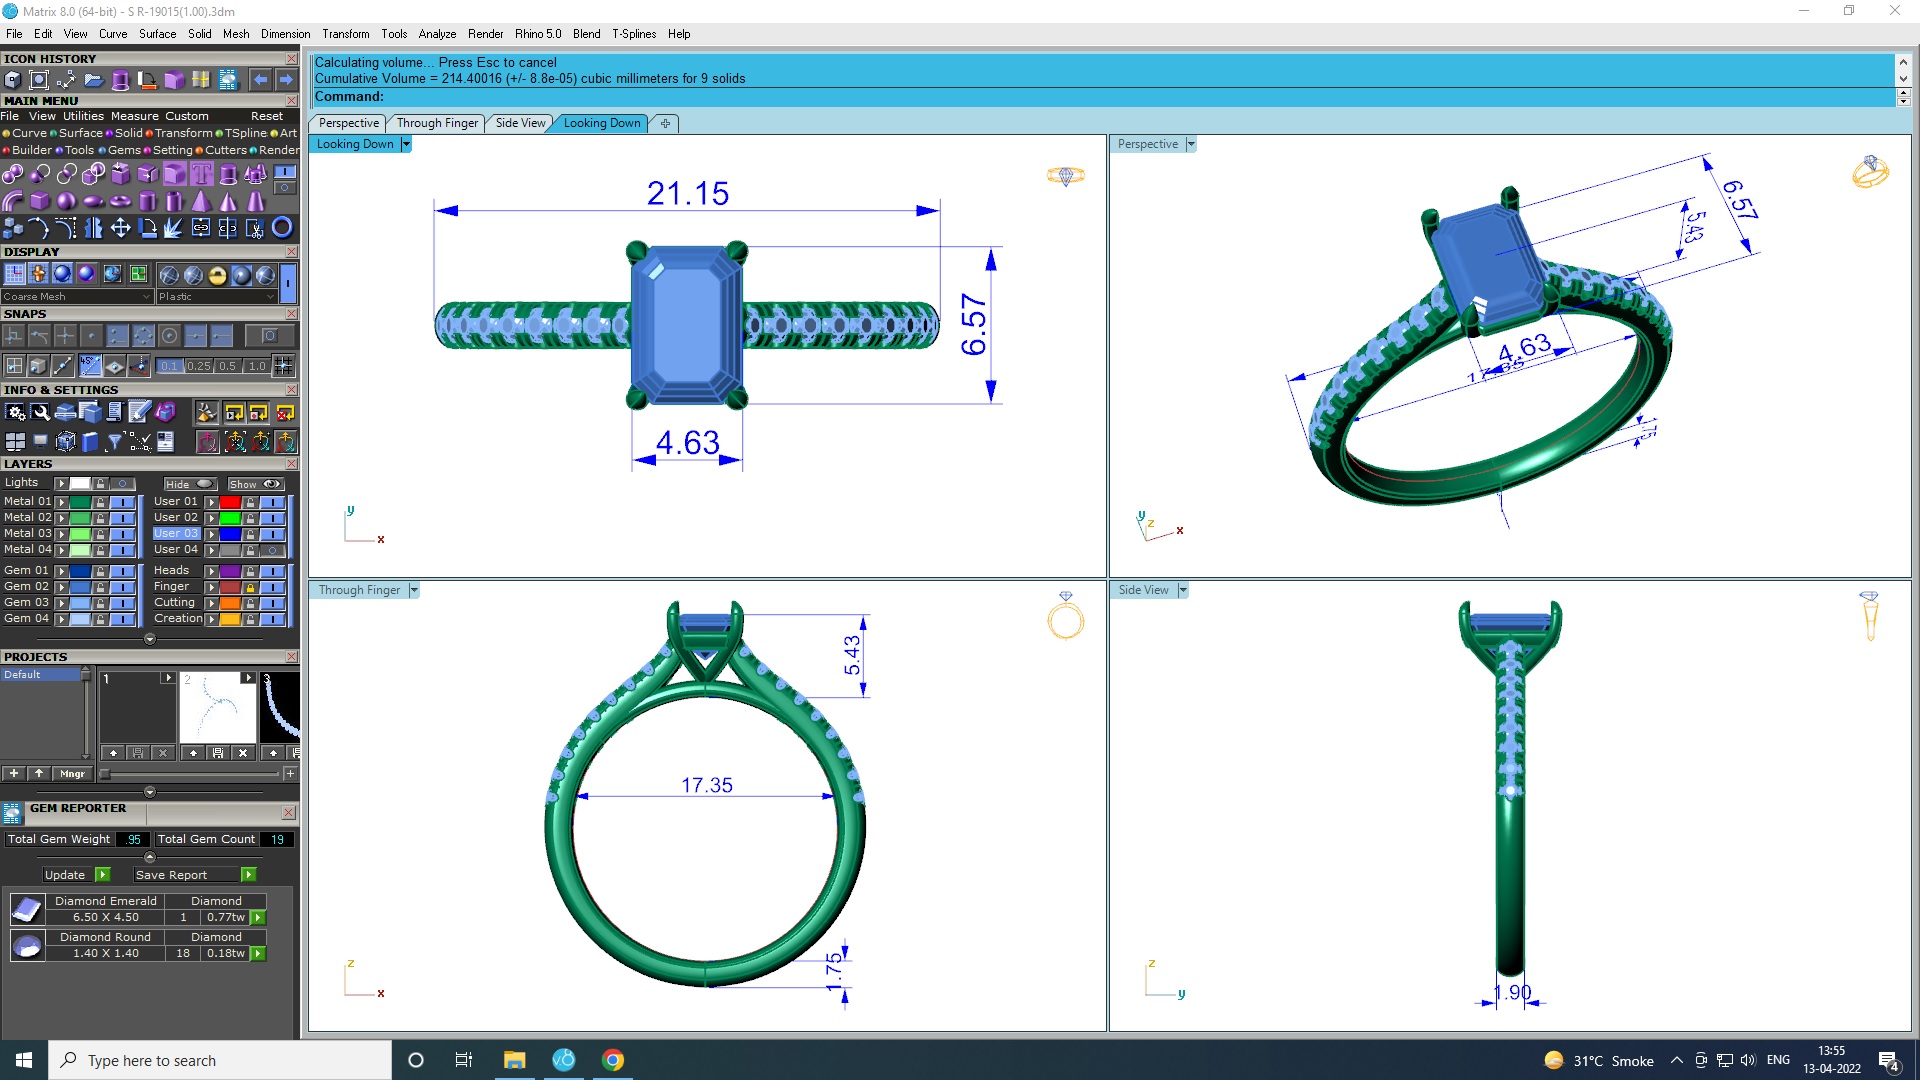 Matrix 8.0 (64-bit) - S R-19015(1.00).3dm
File Edit View Curve Surface Solid Mesh Dimension Transform Tools Analyze Render Rhino 5.0 Blend T-Splines Help
ICON HISTORY
MAIN MENU
File View Utilities Measure Custom Reset
Curve Surface Solid Transform TSpline Art
Builder Tools Gems Setting Cutters Render
DISPLAY
Coarse Mesh Plastic
SNAPS
45°
0.1 0.25 0.5 1.0
INFO & SETTINGS
LAYERS
Lights Hide Show
Metal 01 User 01
Metal 02 User 02
Metal 03 User 03
Metal 04 User 04
Gem 01 Heads
Gem 02 Finger
Gem 03 Cutting
Gem 04 Creation
PROJECTS
Default
1 2 3
Mngr
GEM REPORTER
Total Gem Weight .95 Total Gem Count 19
Update Save Report
Diamond Emerald Diamond
6.50 X 4.50 1 0.77tw
Diamond Round Diamond
1.40 X 1.40 18 0.18tw
Calculating volume... Press Esc to cancel
Cumulative Volume = 214.40016 (+/- 8.8e-05) cubic millimeters for 9 solids
Command:
Perspective Through Finger Side View Looking Down
Looking Down
21.15
6.57
4.63
y
x
Perspective
6.57
5.43
4.63
17.35
1.75
y
z
x
Through Finger
5.43
17.35
1.75
z
x
Side View
1.90
z
y
Type here to search
31°C Smoke
ENG
13:55
13-04-2022
4